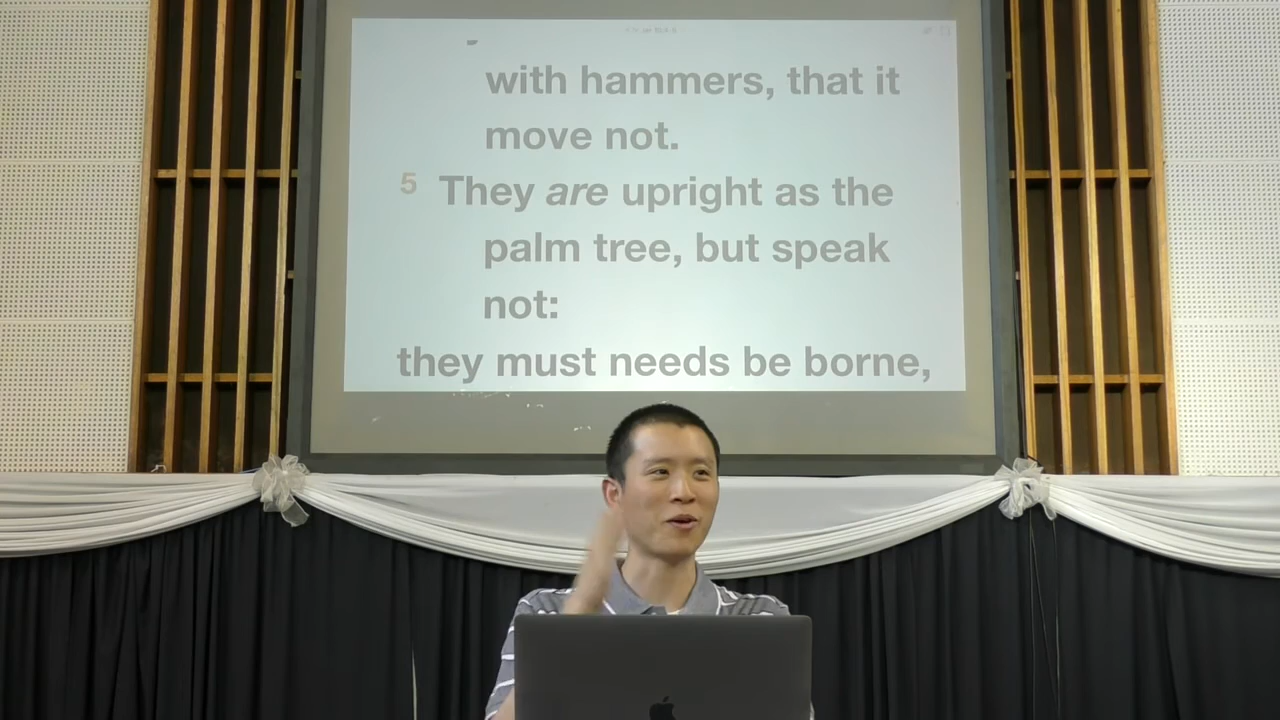 with hammers, that it
move not.
5 They are upright as the
palm tree, but speak
not:
they must needs be borne,